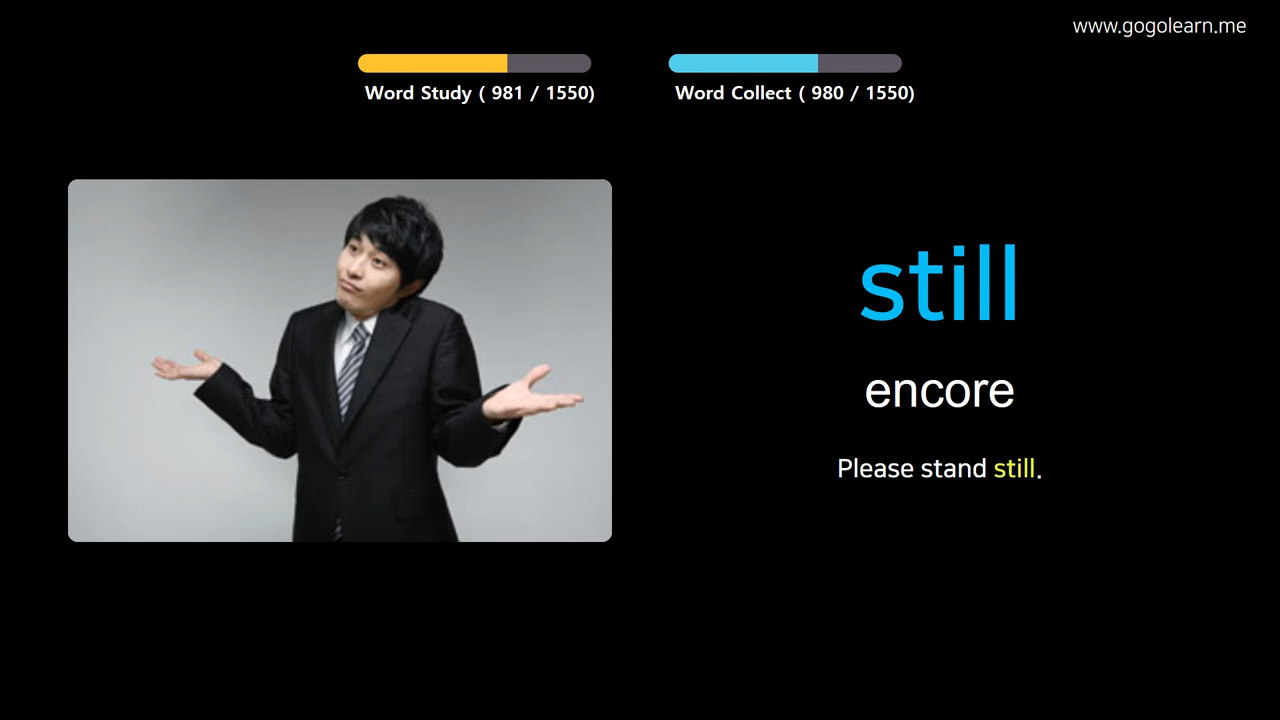 www.gogolearn.me
Word Study ( 981 / 1550)
Word Collect ( 980 / 1550)
still
encore
Please stand still.